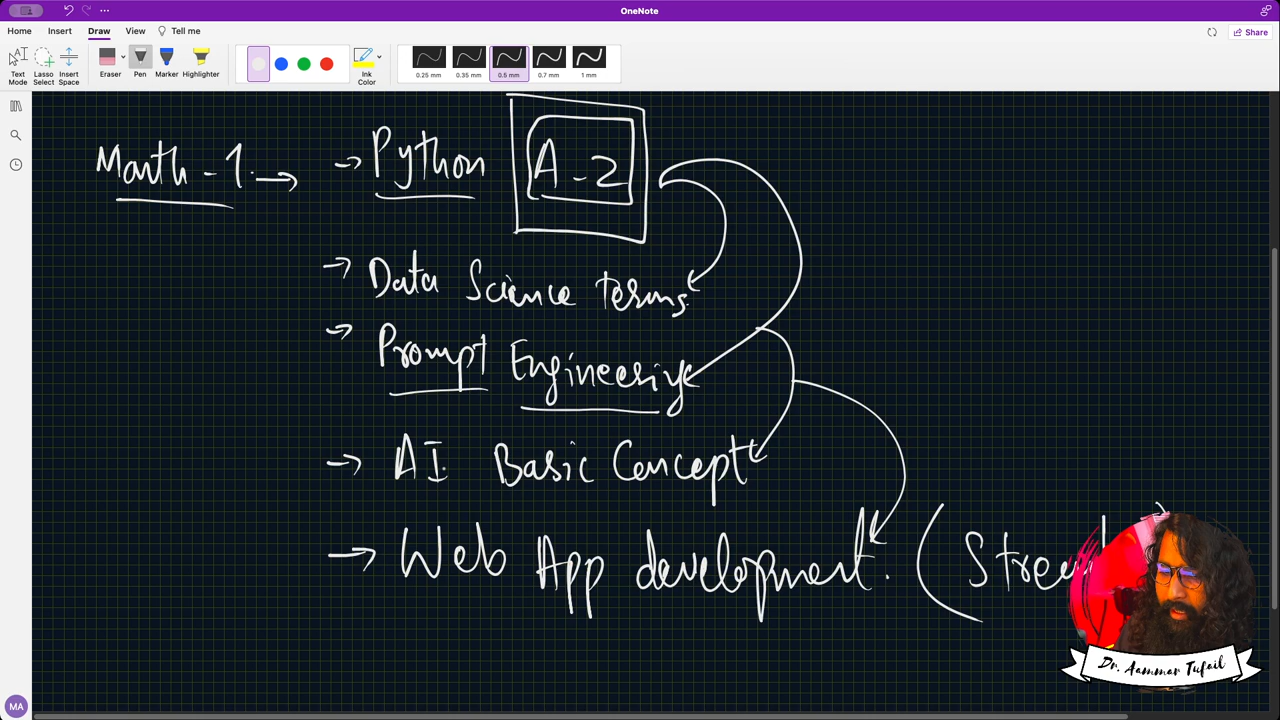 OneNote
Home Insert Draw View Tell me
Share
Text Mode
Lasso Select
Insert Space
Eraser
Pen
Marker
Highlighter
Ink Color
0.25 mm
0.35 mm
0.5 mm
0.7 mm
1 mm
Month - 1. → → Python A - 2
→ Data Science terms.
→ Prompt Engineering
→ AI. Basic Concept
→ Web App development. (
Dr. Aammar Tufail
MA